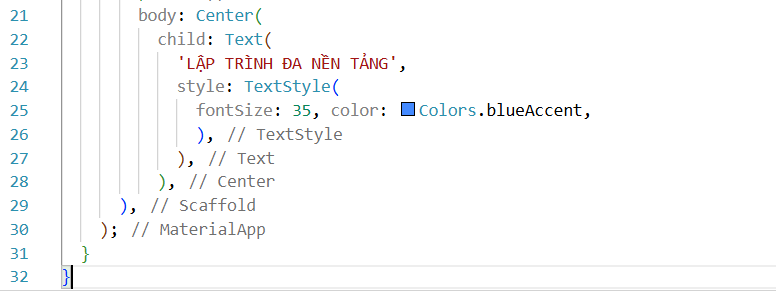 21 body: Center(
22 child: Text(
23 'LẬP TRÌNH ĐA NỀN TẢNG',
24 style: TextStyle(
25 fontSize: 35, color: Colors.blueAccent,
26 ), // TextStyle
27 ), // Text
28 ), // Center
29 ), // Scaffold
30 ); // MaterialApp
31 }
32 }